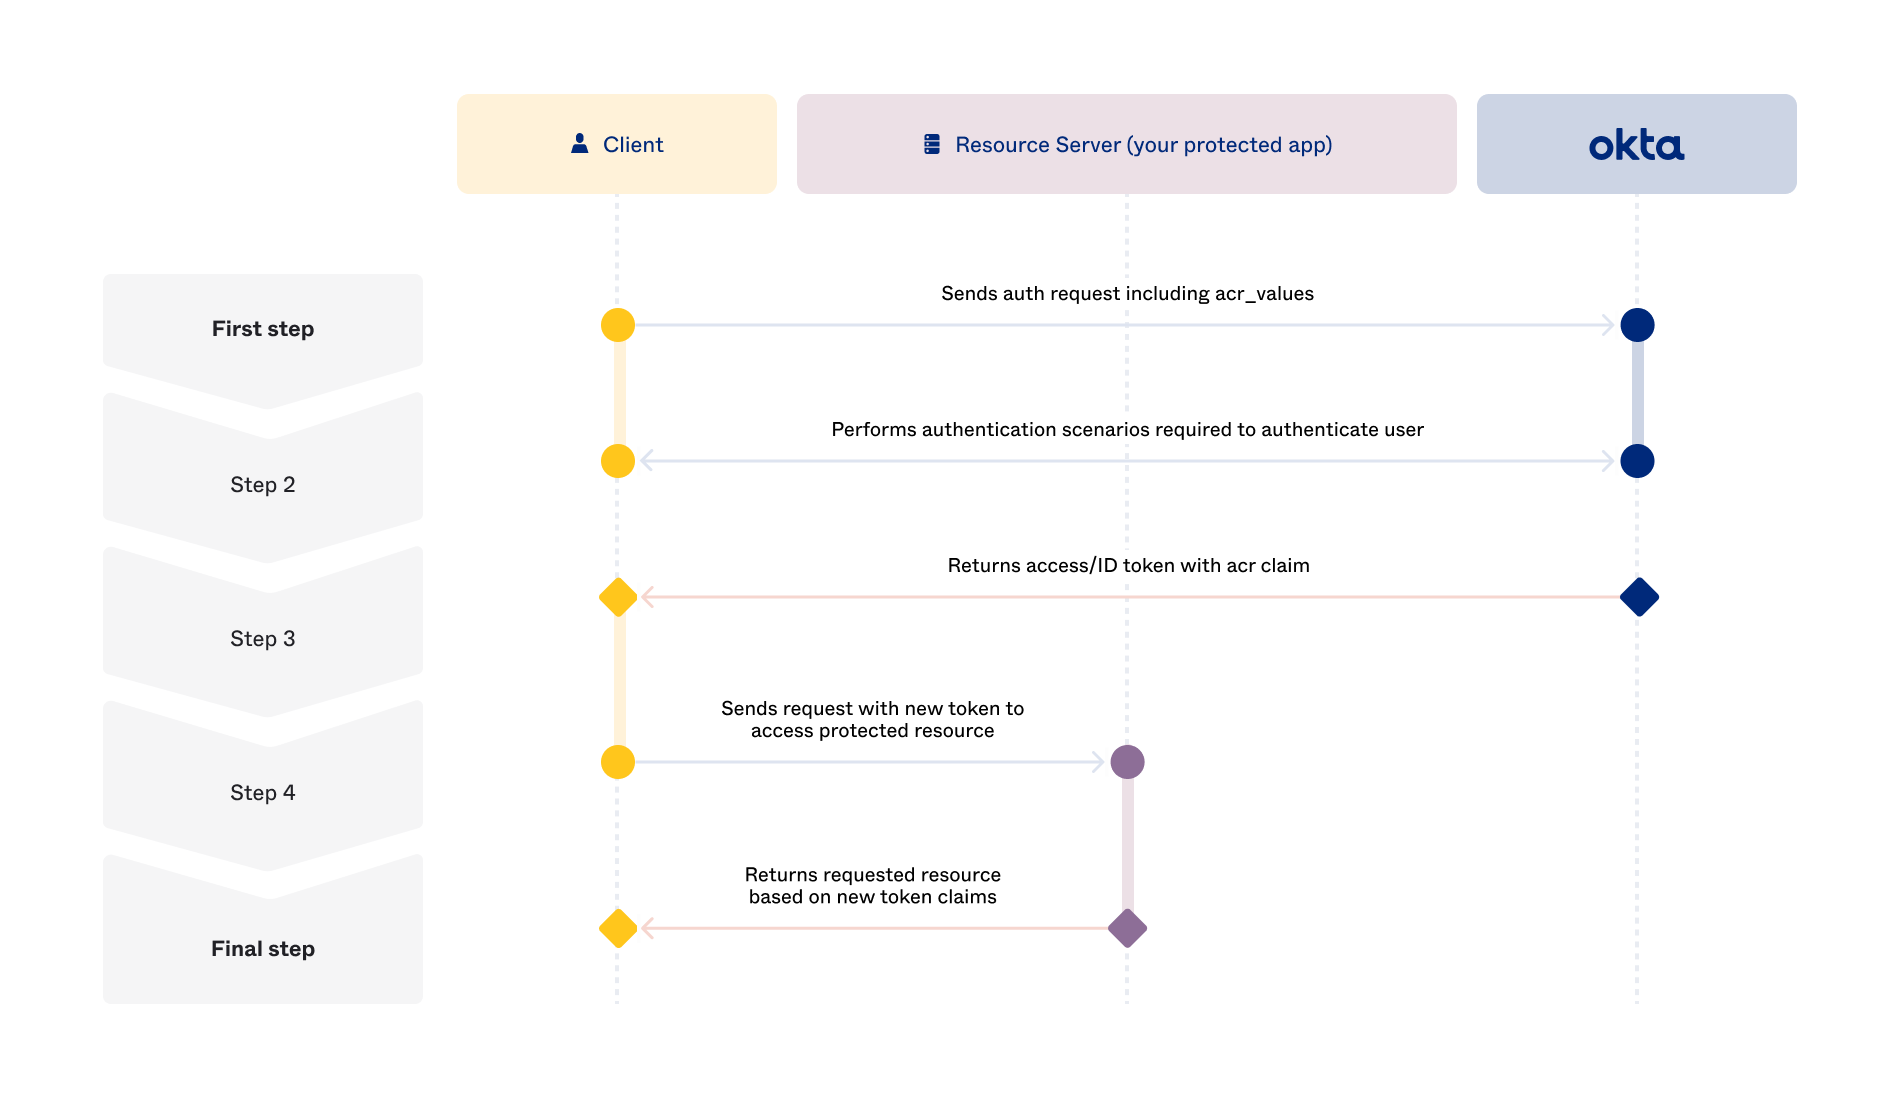 Client
Resource Server (your protected app)
okta
First step
Sends auth request including acr_values
Performs authentication scenarios required to authenticate user
Step 2
Returns access/ID token with acr claim
Step 3
Sends request with new token to
access protected resource
Step 4
Returns requested resource
based on new token claims
Final step